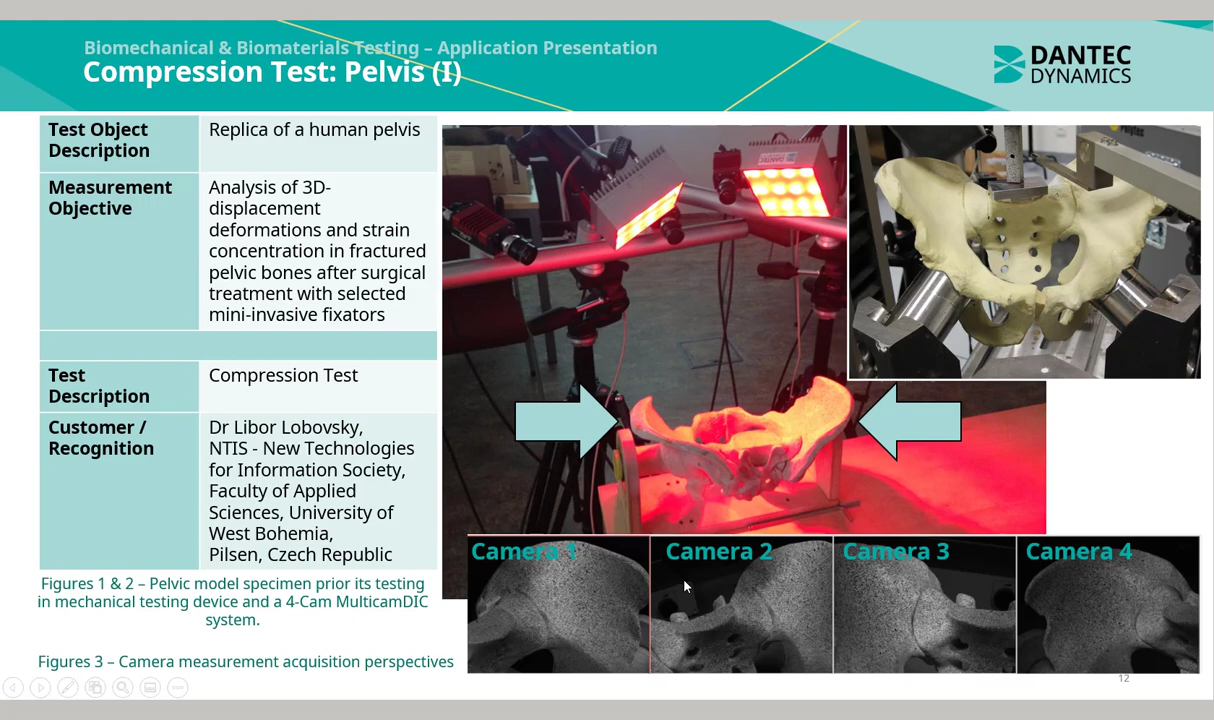 Biomechanical & Biomaterials Testing – Application Presentation
Compression Test: Pelvis (I)
DANTEC
DYNAMICS
Test Object
Description
Replica of a human pelvis
Measurement
Objective
Analysis of 3D-
displacement
deformations and strain
concentration in fractured
pelvic bones after surgical
treatment with selected
mini-invasive fixators
Test
Description
Compression Test
Customer /
Recognition
Dr Libor Lobovsky,
NTIS - New Technologies
for Information Society,
Faculty of Applied
Sciences, University of
West Bohemia,
Pilsen, Czech Republic
Figures 1 & 2 – Pelvic model specimen prior its testing
in mechanical testing device and a 4-Cam MulticamDIC
system.
Figures 3 – Camera measurement acquisition perspectives
Camera 1
Camera 2
Camera 3
Camera 4
12